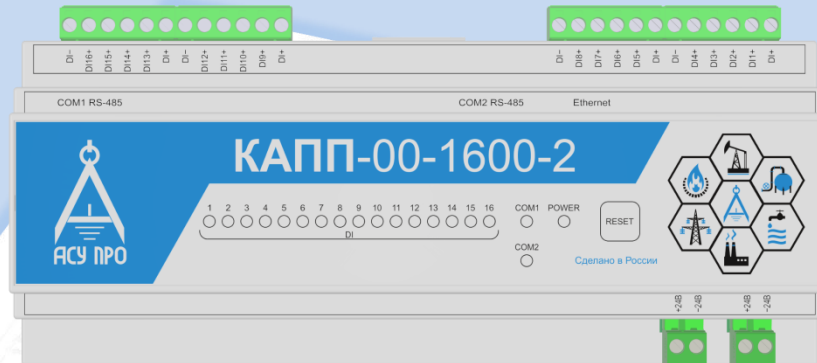 DI− DI16+ DI15+ DI14+ DI13+ DI+ DI− DI12+ DI11+ DI10+ DI9+ DI+
DI− DI8+ DI7+ DI6+ DI5+ DI+ DI− DI4+ DI3+ DI2+ DI1+ DI+
COM1 RS-485 COM2 RS-485 Ethernet
КАПП-00-1600-2
1 2 3 4 5 6 7 8 9 10 11 12 13 14 15 16 COM1 POWER
RESET
DI
COM2
АСУ ПРО
Сделано в России
+24В −24В +24В −24В